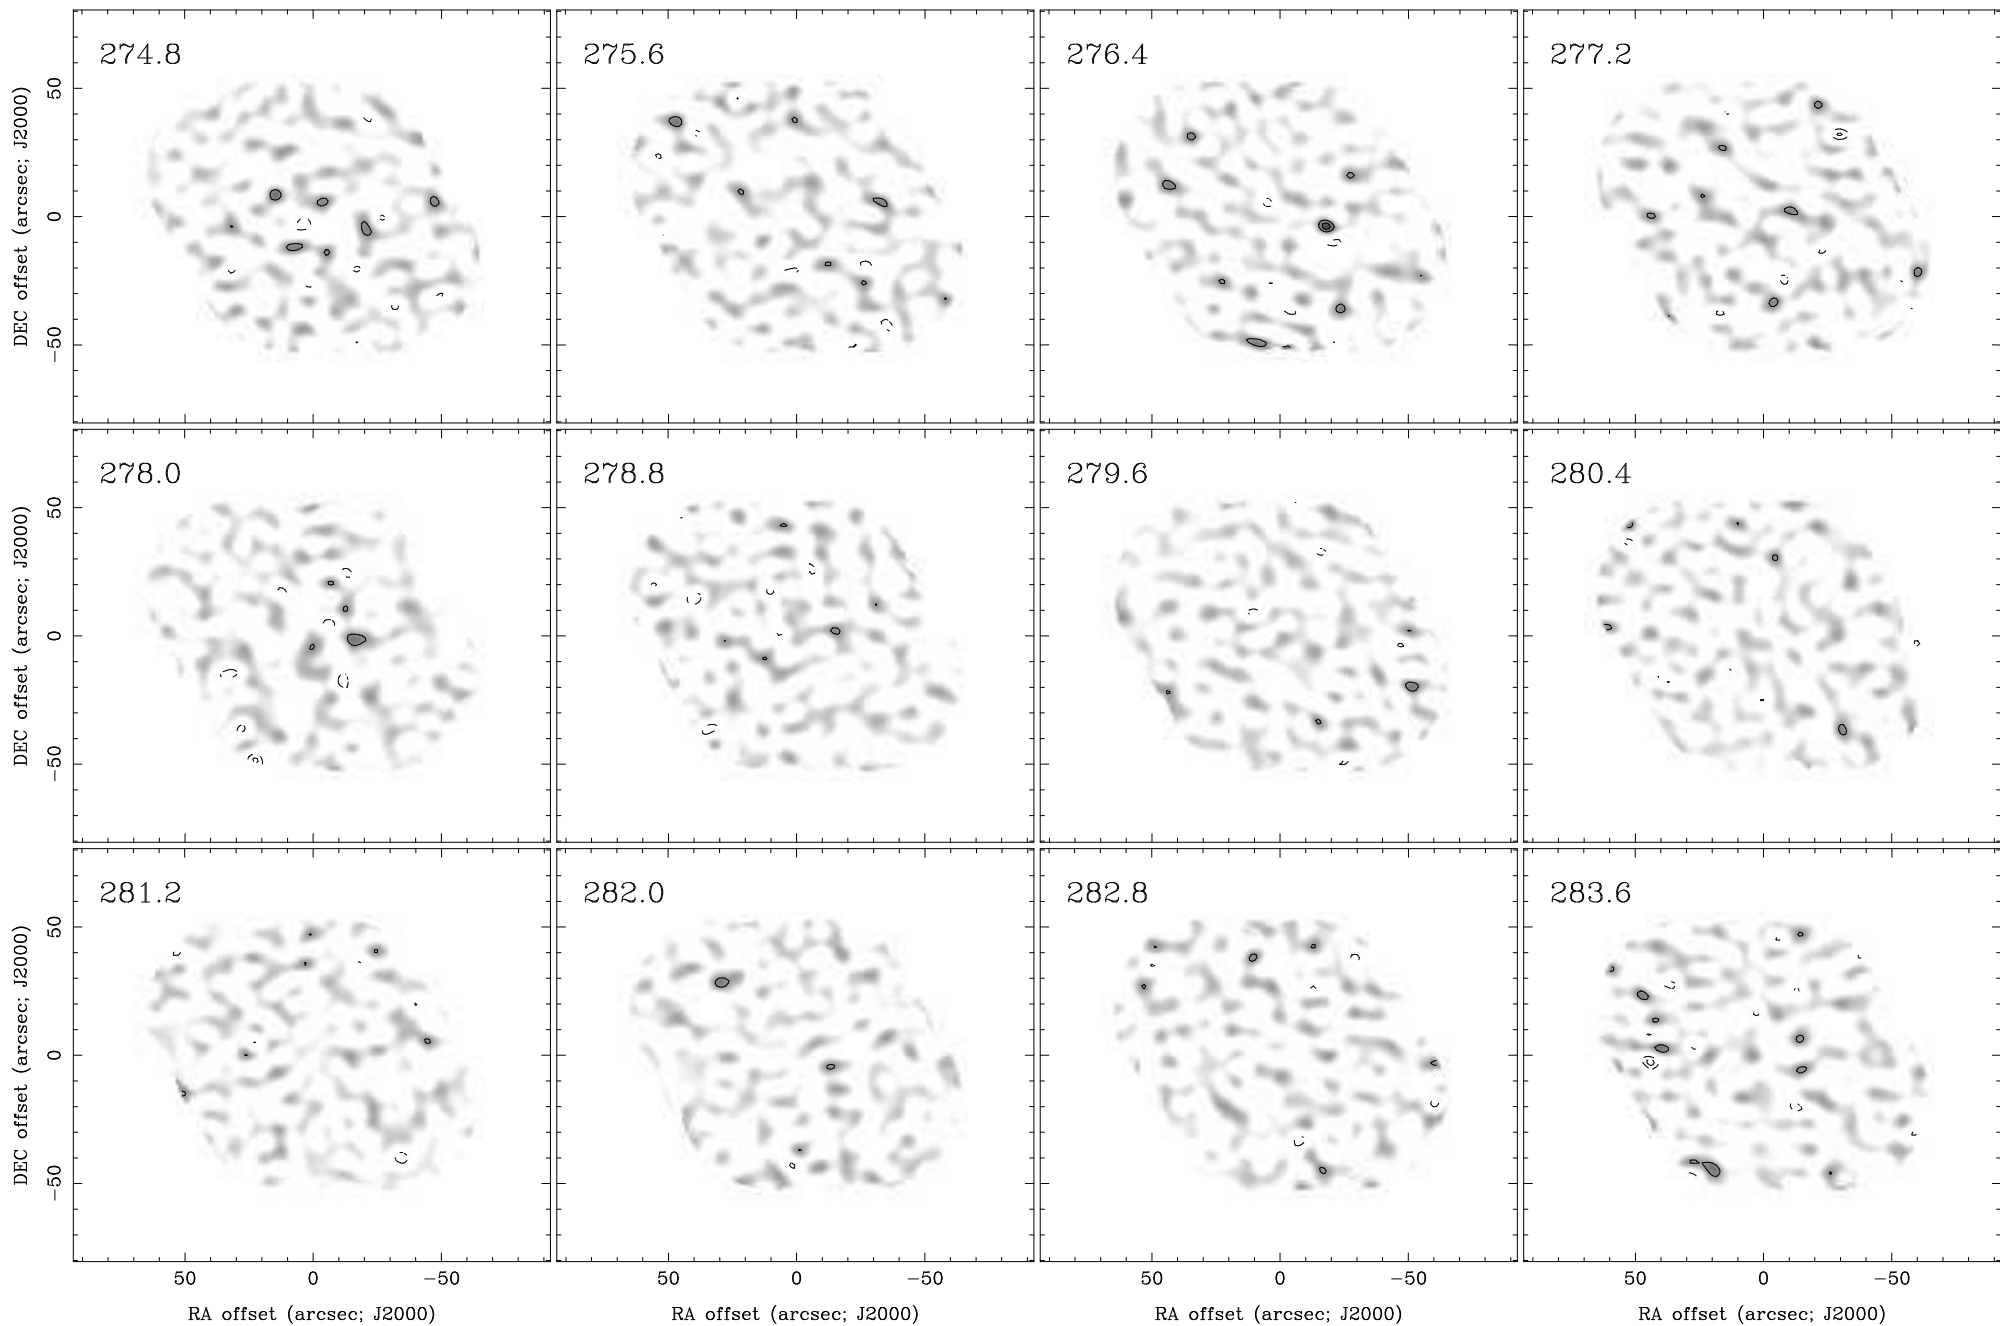 274.8 275.6 276.4 277.2
DEC offset (arcsec; J2000)
50
0
−50
278.0 278.8 279.6 280.4
DEC offset (arcsec; J2000)
50
0
−50
281.2 282.0 282.8 283.6
DEC offset (arcsec; J2000)
50
0
−50
50 0 −50 50 0 −50 50 0 −50 50 0 −50
RA offset (arcsec; J2000) RA offset (arcsec; J2000) RA offset (arcsec; J2000) RA offset (arcsec; J2000)